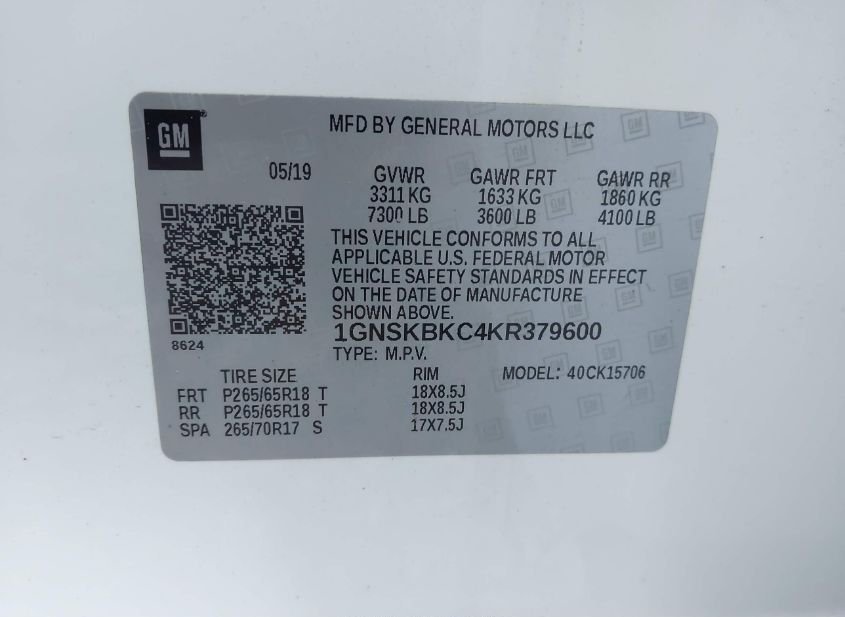 GM
MFD BY GENERAL MOTORS LLC
05/19
GVWR GAWR FRT GAWR RR
3311 KG 1633 KG 1860 KG
7300 LB 3600 LB 4100 LB
THIS VEHICLE CONFORMS TO ALL
APPLICABLE U.S. FEDERAL MOTOR
VEHICLE SAFETY STANDARDS IN EFFECT
ON THE DATE OF MANUFACTURE
SHOWN ABOVE.
8624
1GNSKBKC4KR379600
TYPE: M.P.V.
TIRE SIZE RIM MODEL: 40CK15706
FRT P265/65R18 T 18X8.5J
RR P265/65R18 T 18X8.5J
SPA 265/70R17 S 17X7.5J